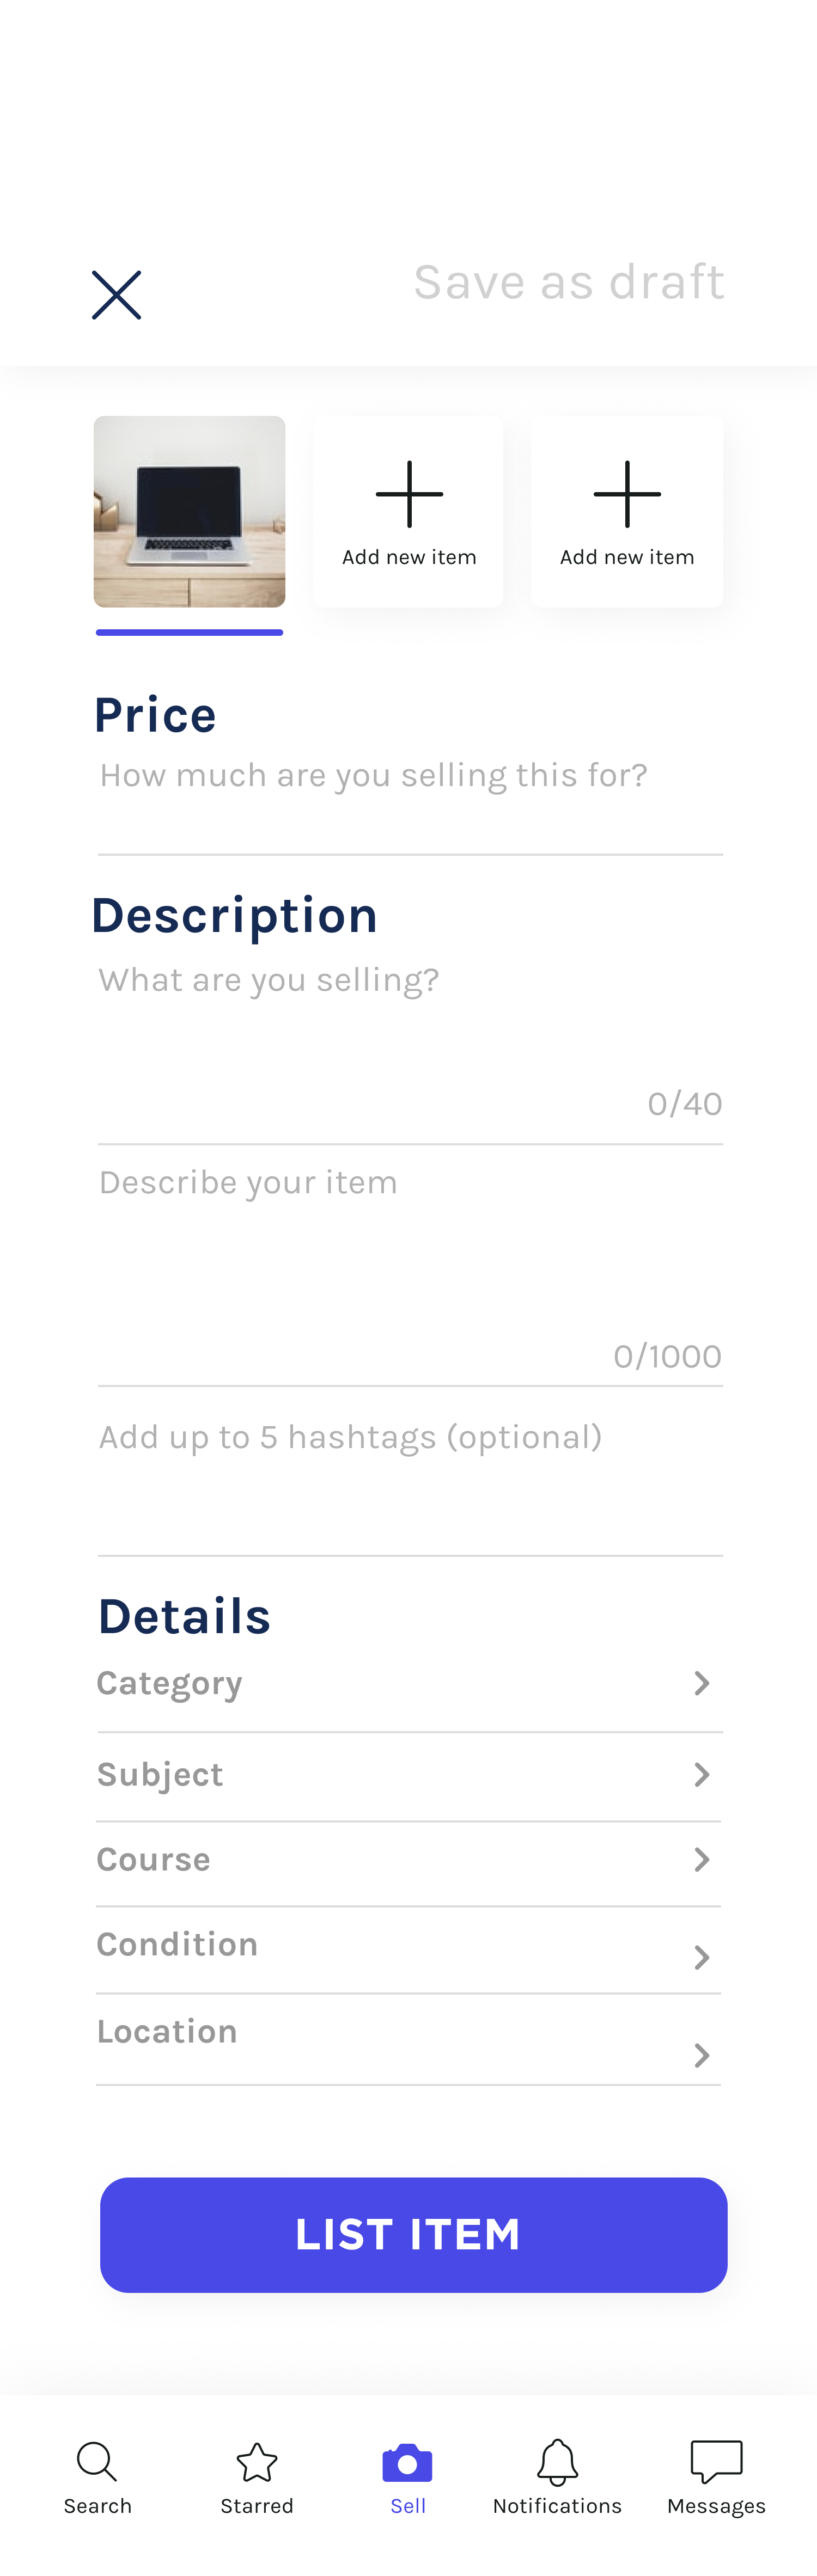 Save as draft
Add new item
Add new item
Price
How much are you selling this for?
Description
What are you selling?
0/40
Describe your item
0/1000
Add up to 5 hashtags (optional)
Details
Category
Subject
Course
Condition
Location
LIST ITEM
Search
Starred
Sell
Notifications
Messages